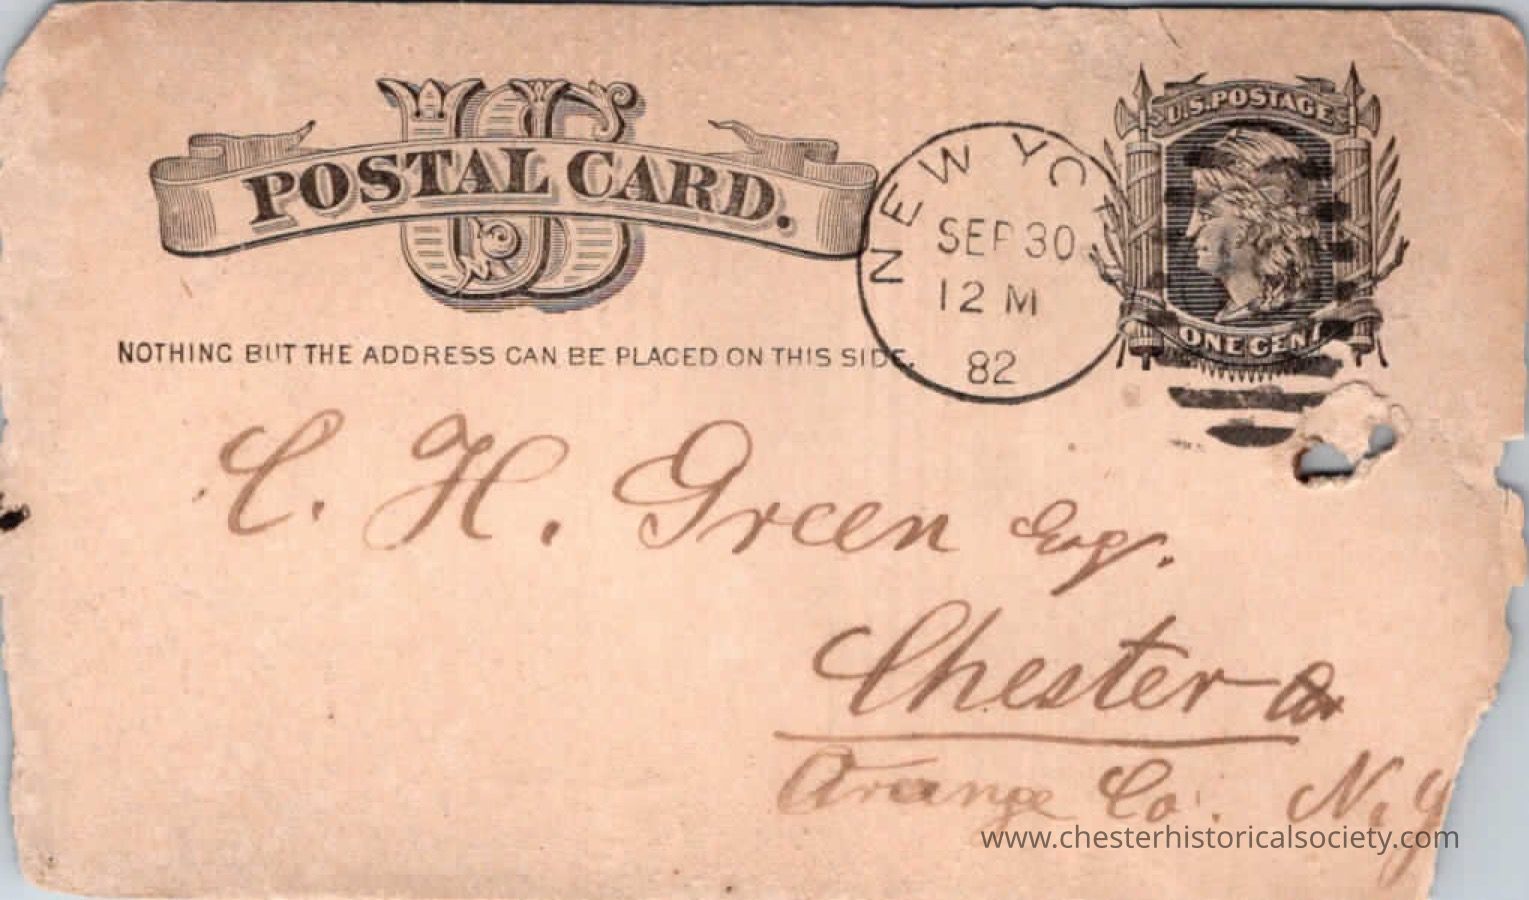 U.S.
POSTAL CARD.
NOTHING BUT THE ADDRESS CAN BE PLACED ON THIS SIDE.
NEW YO
SEP 30
12 M
82
U.S. POSTAGE
ONE CENT
C. H. Green Esq.
Chester
Orange Co. N.Y
www.chesterhistoricalsociety.com